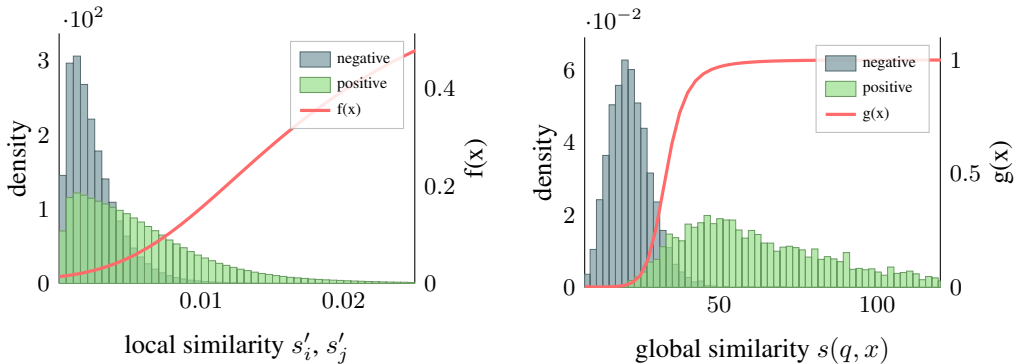 ·10²
3
2
1
0
density
negative
positive
f(x)
0.4
0.2
0
f(x)
0.01
0.02
local similarity s′ᵢ, s′ⱼ
·10⁻²
6
4
2
0
density
negative
positive
g(x)
1
0.5
0
g(x)
50
100
global similarity s(q, x)